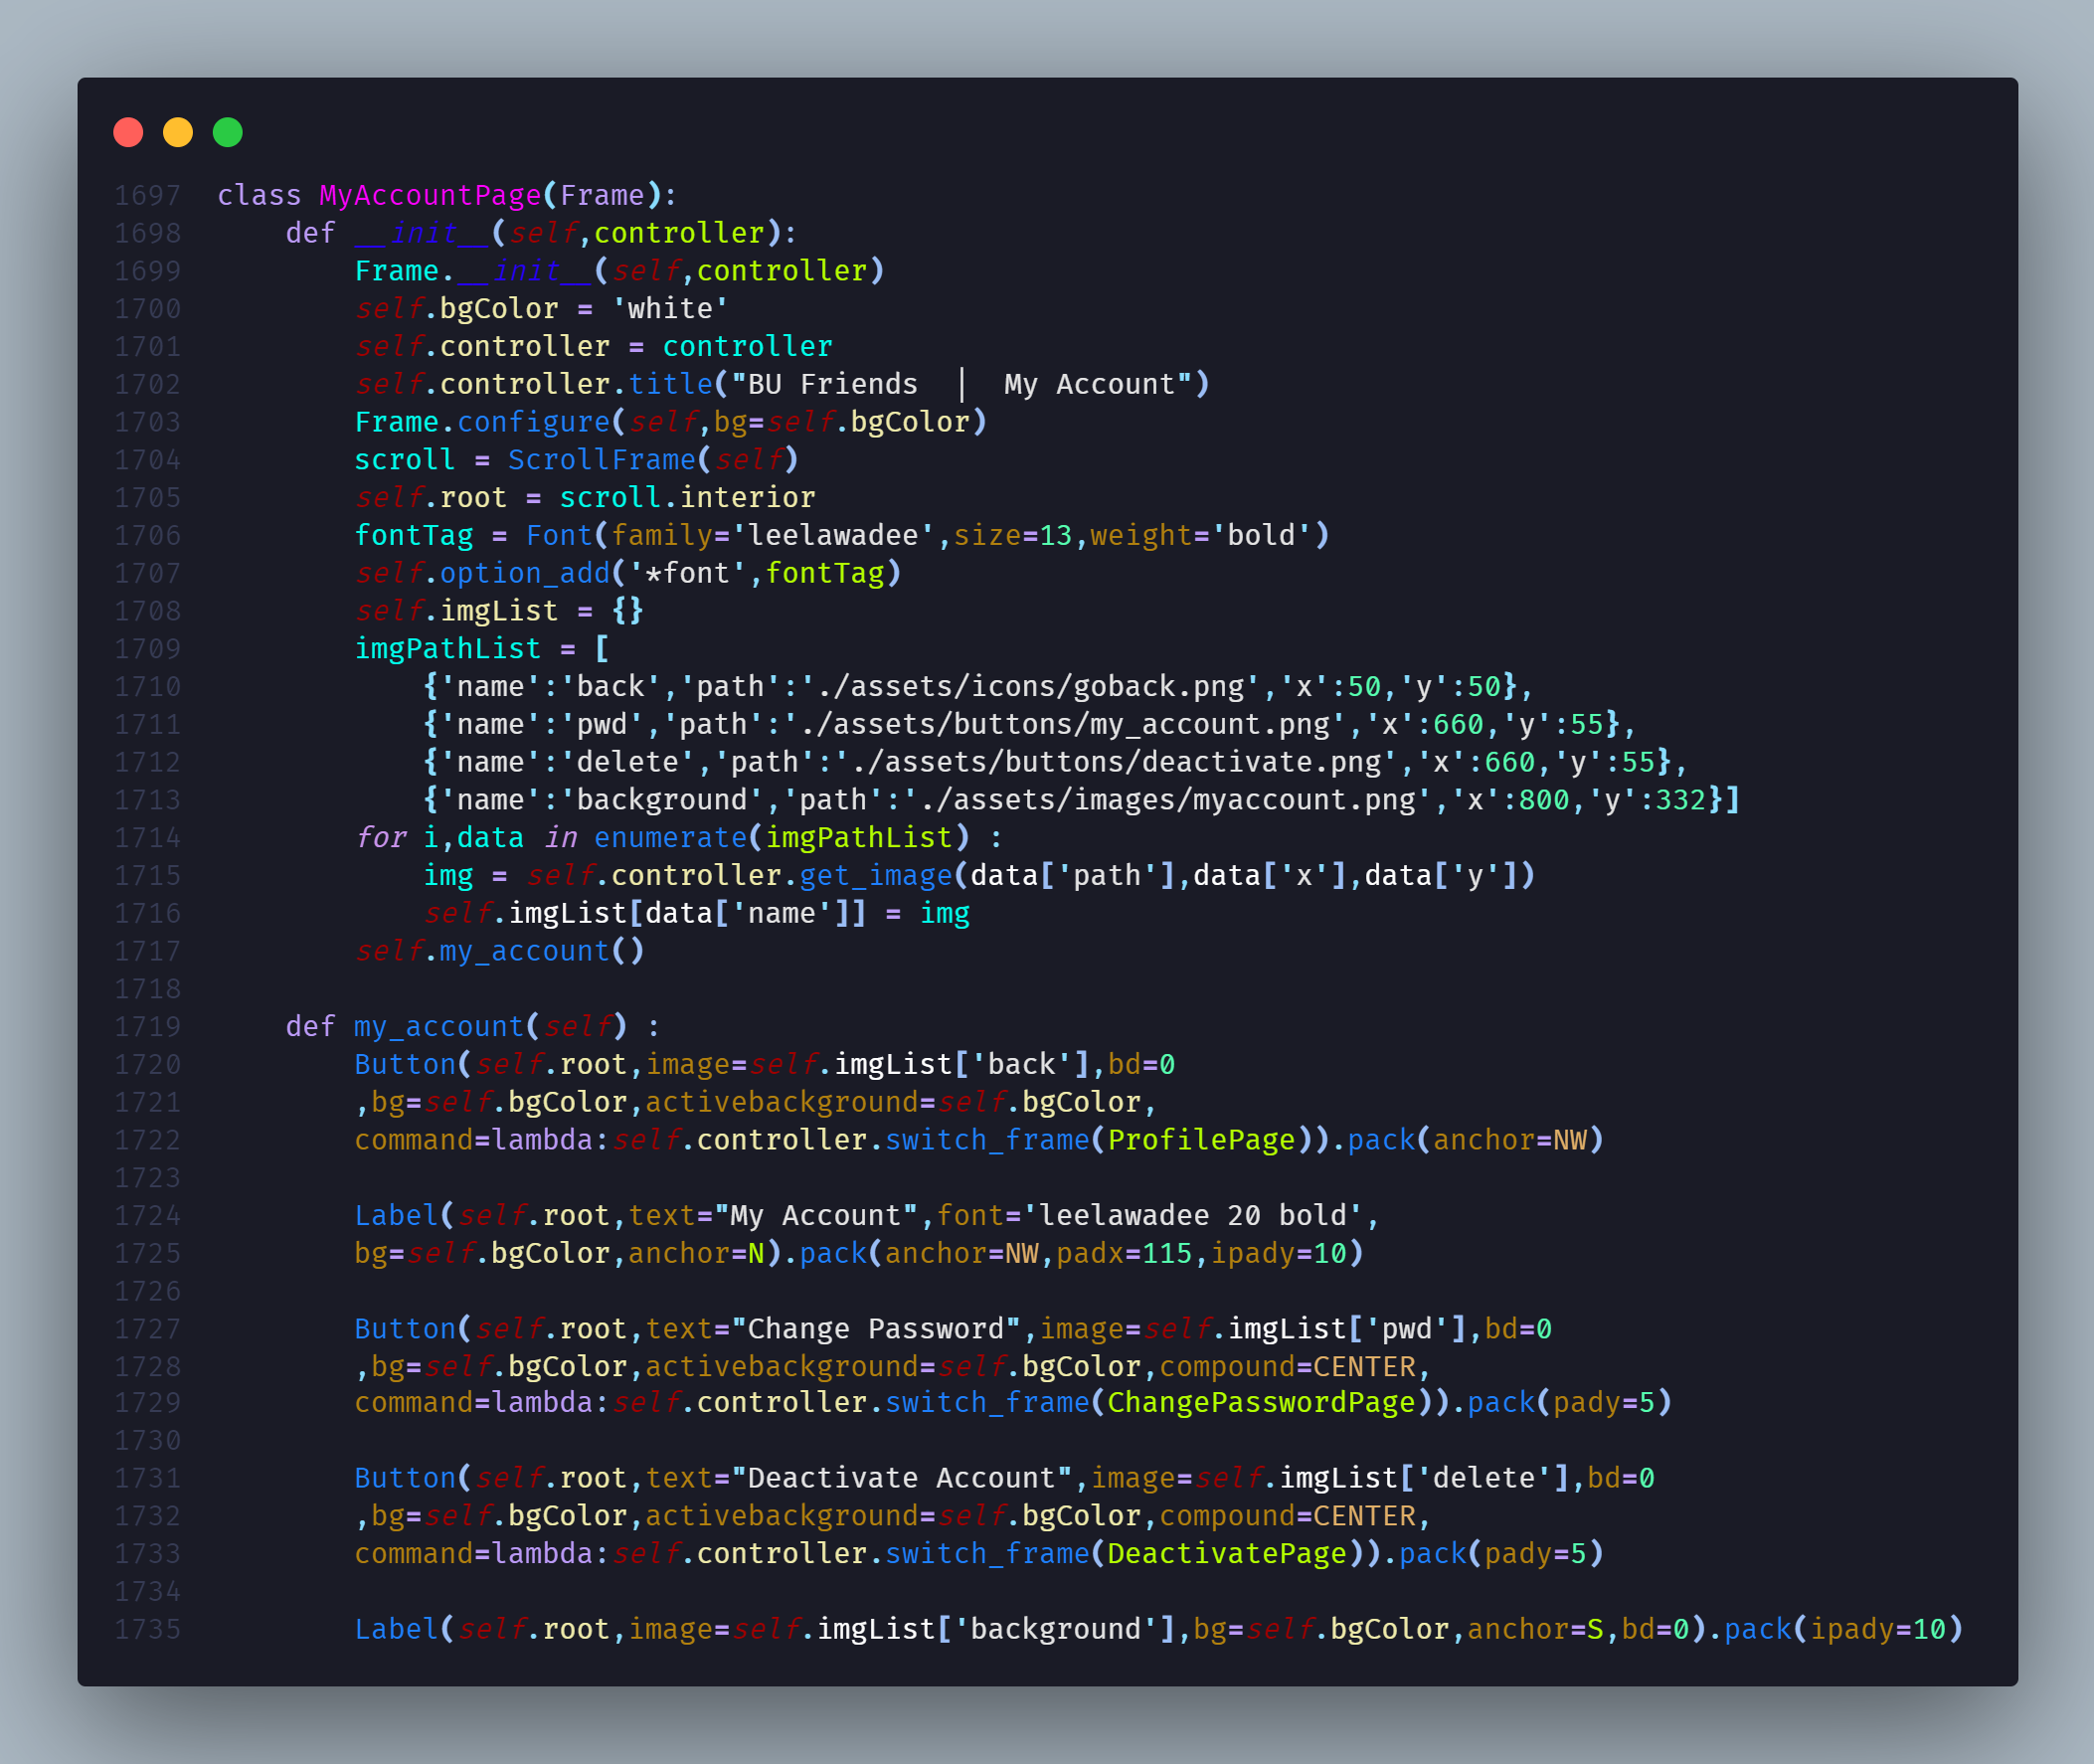 1697 class MyAccountPage(Frame):
1698     def __init__(self,controller):
1699         Frame.__init__(self,controller)
1700         self.bgColor = 'white'
1701         self.controller = controller
1702         self.controller.title("BU Friends  |  My Account")
1703         Frame.configure(self,bg=self.bgColor)
1704         scroll = ScrollFrame(self)
1705         self.root = scroll.interior
1706         fontTag = Font(family='leelawadee',size=13,weight='bold')
1707         self.option_add('*font',fontTag)
1708         self.imgList = {}
1709         imgPathList = [
1710             {'name':'back','path':'./assets/icons/goback.png','x':50,'y':50},
1711             {'name':'pwd','path':'./assets/buttons/my_account.png','x':660,'y':55},
1712             {'name':'delete','path':'./assets/buttons/deactivate.png','x':660,'y':55},
1713             {'name':'background','path':'./assets/images/myaccount.png','x':800,'y':332}]
1714         for i,data in enumerate(imgPathList) :
1715             img = self.controller.get_image(data['path'],data['x'],data['y'])
1716             self.imgList[data['name']] = img
1717         self.my_account()
1718
1719     def my_account(self) :
1720         Button(self.root,image=self.imgList['back'],bd=0
1721         ,bg=self.bgColor,activebackground=self.bgColor,
1722         command=lambda:self.controller.switch_frame(ProfilePage)).pack(anchor=NW)
1723
1724         Label(self.root,text="My Account",font='leelawadee 20 bold',
1725         bg=self.bgColor,anchor=N).pack(anchor=NW,padx=115,ipady=10)
1726
1727         Button(self.root,text="Change Password",image=self.imgList['pwd'],bd=0
1728         ,bg=self.bgColor,activebackground=self.bgColor,compound=CENTER,
1729         command=lambda:self.controller.switch_frame(ChangePasswordPage)).pack(pady=5)
1730
1731         Button(self.root,text="Deactivate Account",image=self.imgList['delete'],bd=0
1732         ,bg=self.bgColor,activebackground=self.bgColor,compound=CENTER,
1733         command=lambda:self.controller.switch_frame(DeactivatePage)).pack(pady=5)
1734
1735         Label(self.root,image=self.imgList['background'],bg=self.bgColor,anchor=S,bd=0).pack(ipady=10)